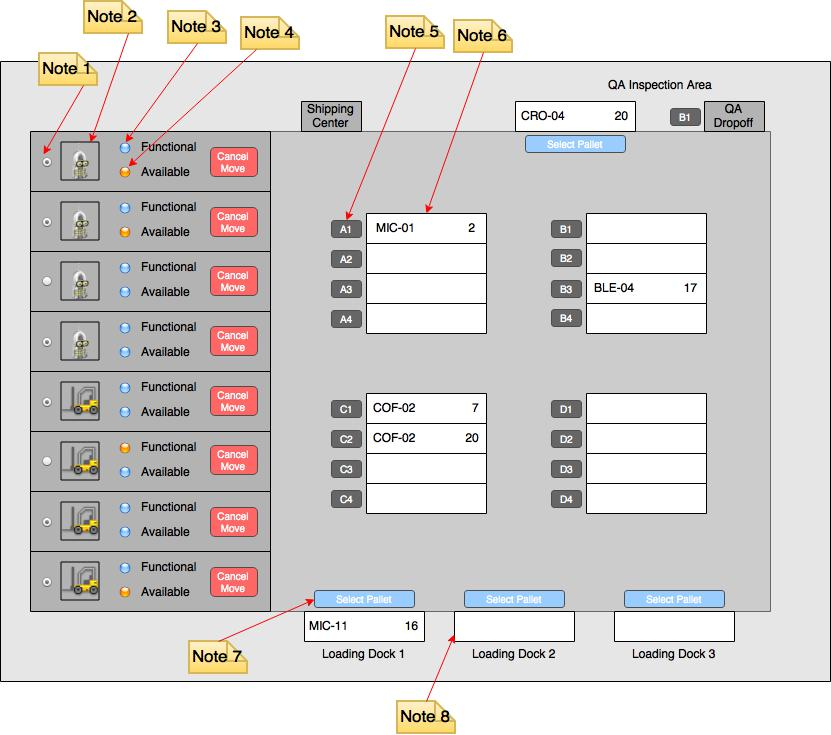 Note 1
Note 2
Note 3
Note 4
Note 5
Note 6
QA Inspection Area
Shipping
Center
CRO-04 20
B1
QA
Dropoff
Select Pallet
Functional
Available
Cancel
Move
Functional
Available
Cancel
Move
Functional
Available
Cancel
Move
Functional
Available
Cancel
Move
Functional
Available
Cancel
Move
Functional
Available
Cancel
Move
Functional
Available
Cancel
Move
Functional
Available
Cancel
Move
A1 MIC-01 2
A2
A3
A4
B1
B2
B3 BLE-04 17
B4
C1 COF-02 7
C2 COF-02 20
C3
C4
D1
D2
D3
D4
Select Pallet
Select Pallet
Select Pallet
MIC-11 16
Loading Dock 1
Loading Dock 2
Loading Dock 3
Note 7
Note 8